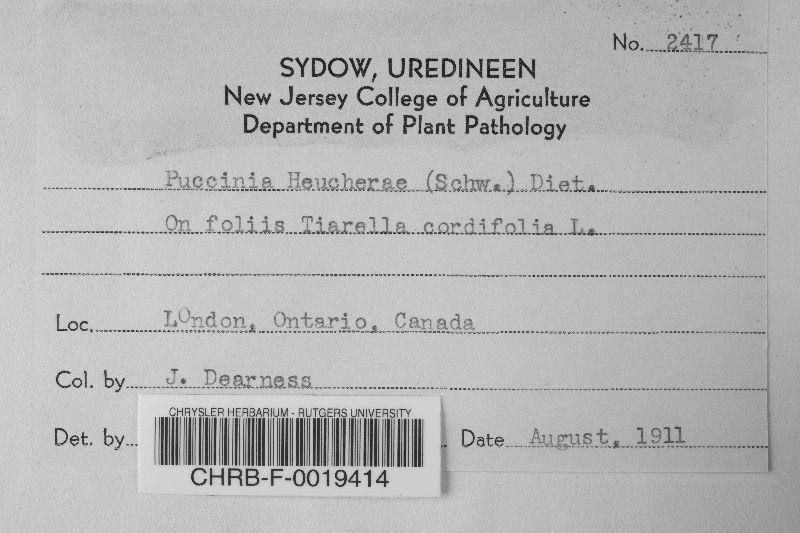 No. 2417
SYDOW, UREDINEEN
New Jersey College of Agriculture
Department of Plant Pathology
Puccinia Heucherae (Schw.) Diet.
On foliis Tiarella cordifolia L.
Loc. LOndon, Ontario, Canada
Col. by J. Dearness
Det. by Date August, 1911
CHRYSLER HERBARIUM - RUTGERS UNIVERSITY
CHRB-F-0019414